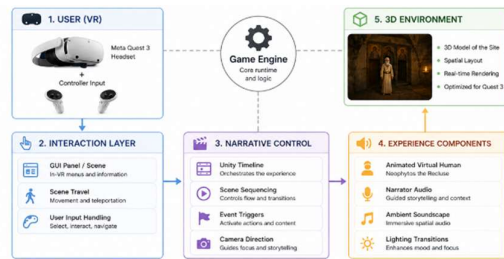 1. USER (VR)
Meta Quest 3
Headset
+
Controller Input
Game Engine
Core runtime
and logic
5. 3D ENVIRONMENT
3D Model of the Site
Spatial Layout
Real-time Rendering
Optimized for Quest 3
2. INTERACTION LAYER
GUI Panel / Scene
In-VR menus and information
Scene Travel
Movement and teleportation
User Input Handling
Select, interact, navigate
3. NARRATIVE CONTROL
Unity Timeline
Orchestrates the experience
Scene Sequencing
Controls flow and transitions
Event Triggers
Activate actions and content
Camera Direction
Guides focus and storytelling
4. EXPERIENCE COMPONENTS
Animated Virtual Human
Neophytos the Recluse
Narrator Audio
Guided storytelling and context
Ambient Soundscape
Immersive spatial audio
Lighting Transitions
Enhances mood and focus